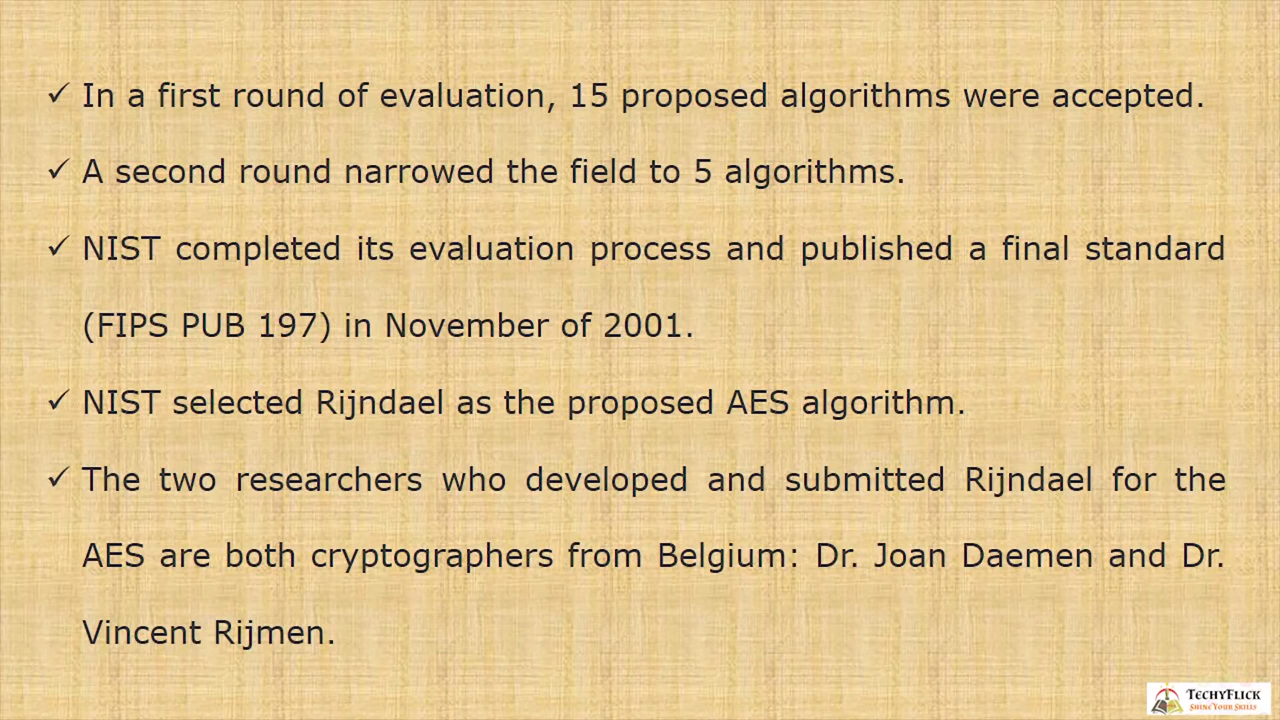 ✓ In a first round of evaluation, 15 proposed algorithms were accepted.
✓ A second round narrowed the field to 5 algorithms.
✓ NIST completed its evaluation process and published a final standard
(FIPS PUB 197) in November of 2001.
✓ NIST selected Rijndael as the proposed AES algorithm.
✓ The two researchers who developed and submitted Rijndael for the
AES are both cryptographers from Belgium: Dr. Joan Daemen and Dr.
Vincent Rijmen.
TECHYFLICK
SHINE YOUR SKILLS